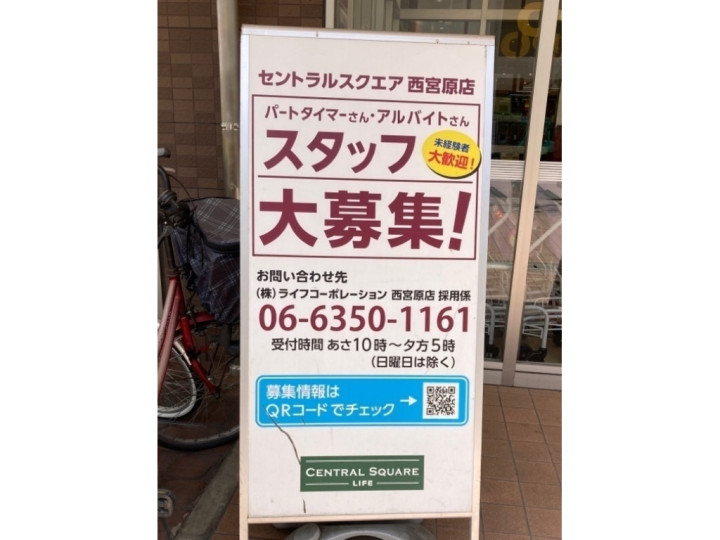 セントラルスクエア 西宮原店
パートタイマーさん・アルバイトさん
スタッフ
未経験者
大歓迎!
大募集!
お問い合わせ先
(株)ライフコーポレーション 西宮原店 採用係
06-6350-1161
受付時間 あさ10時〜夕方5時
(日曜日は除く)
募集情報は
QRコードでチェック →
CENTRAL SQUARE
LIFE